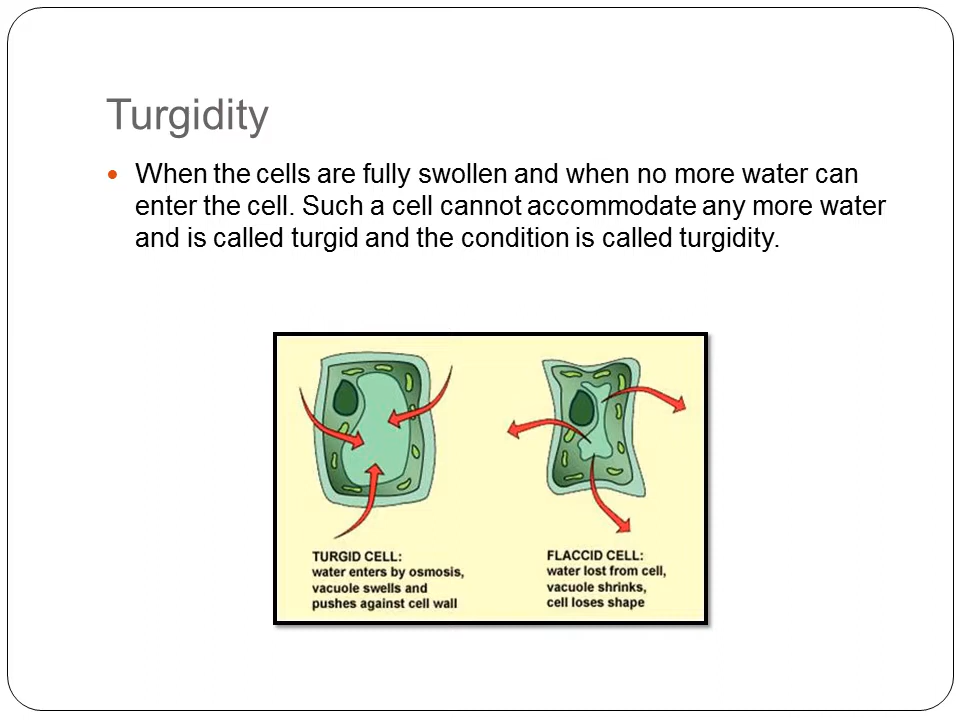 Turgidity
When the cells are fully swollen and when no more water can
enter the cell. Such a cell cannot accommodate any more water
and is called turgid and the condition is called turgidity.
TURGID CELL:
water enters by osmosis,
vacuole swells and
pushes against cell wall
FLACCID CELL:
water lost from cell,
vacuole shrinks,
cell loses shape